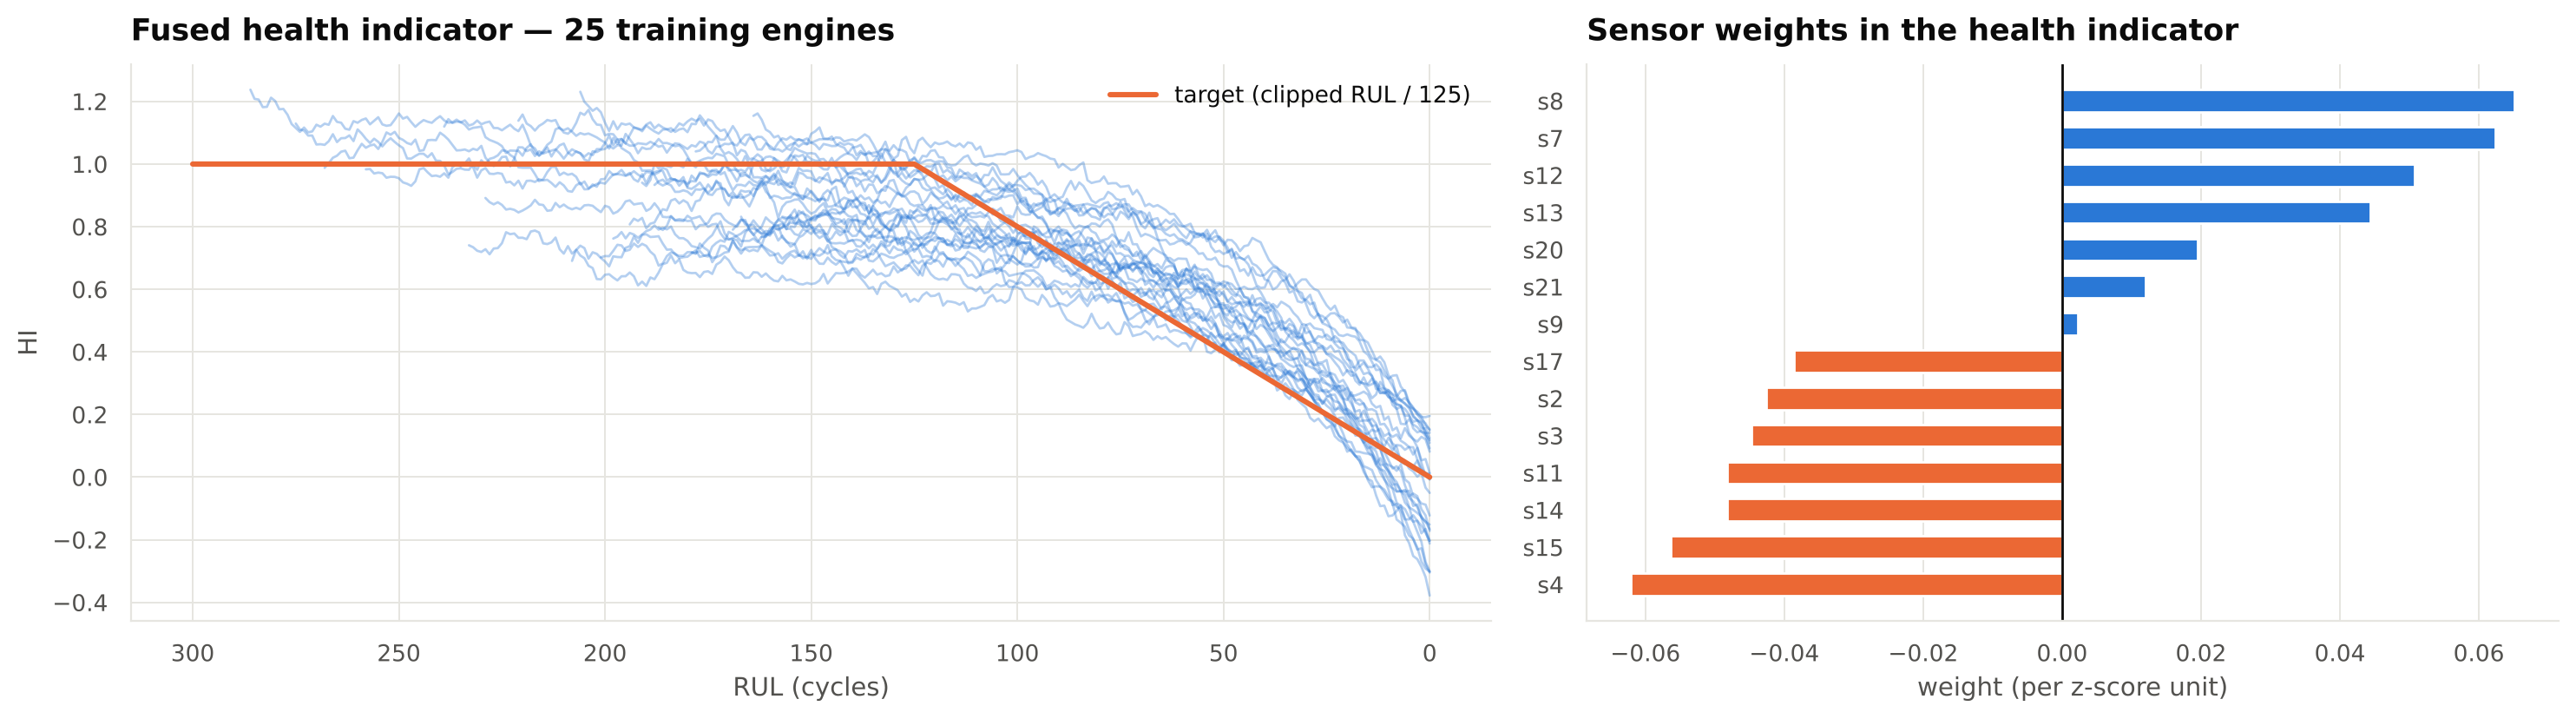 Fused health indicator — 25 training engines
target (clipped RUL / 125)
HI
1.2
1.0
0.8
0.6
0.4
0.2
0.0
−0.2
−0.4
300 250 200 150 100 50 0
RUL (cycles)
Sensor weights in the health indicator
s8
s7
s12
s13
s20
s21
s9
s17
s2
s3
s11
s14
s15
s4
−0.06 −0.04 −0.02 0.00 0.02 0.04 0.06
weight (per z-score unit)